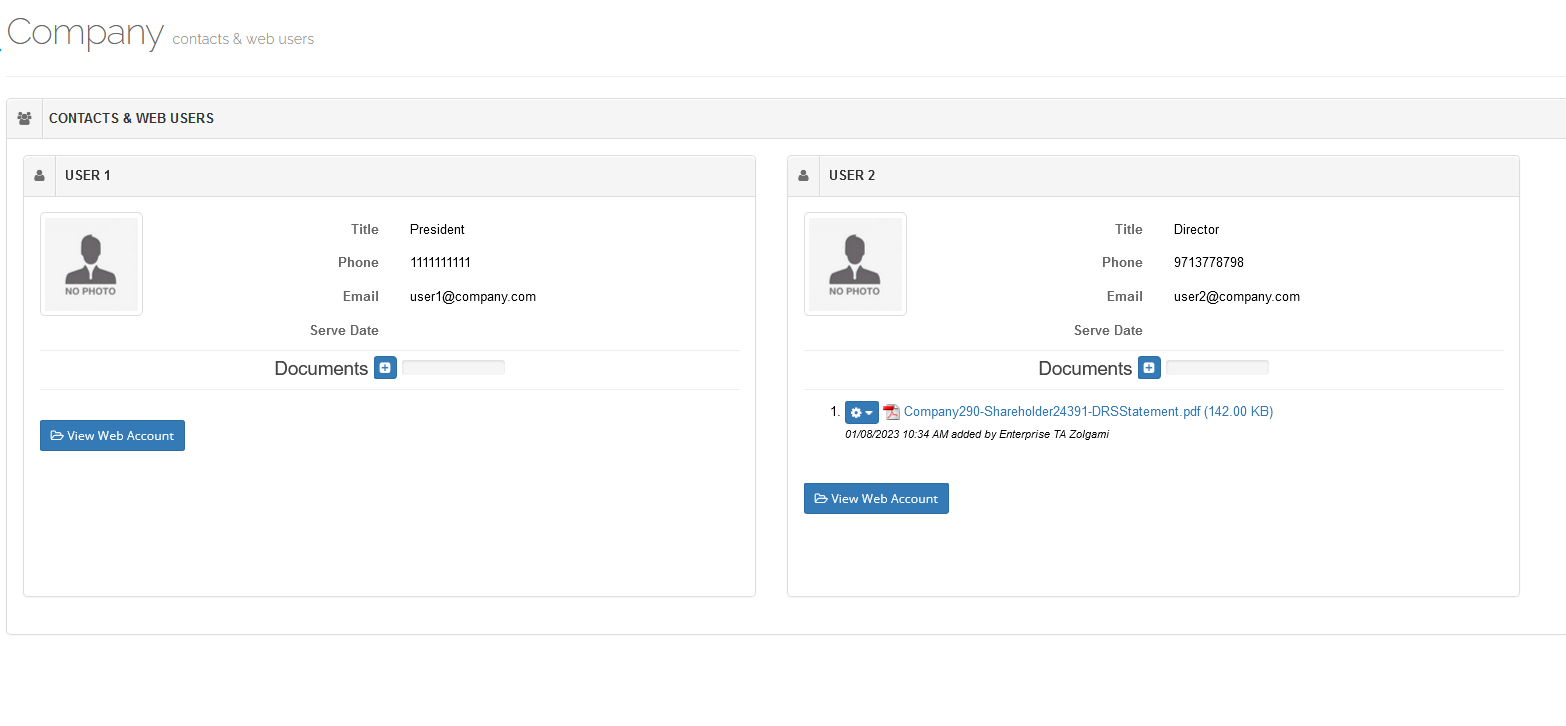 Company contacts & web users
CONTACTS & WEB USERS
USER 1
NO PHOTO
Title President
Phone 1111111111
Email user1@company.com
Serve Date
Documents
View Web Account
USER 2
NO PHOTO
Title Director
Phone 9713778798
Email user2@company.com
Serve Date
Documents
1. Company290-Shareholder24391-DRSStatement.pdf (142.00 KB)
01/08/2023 10:34 AM added by Enterprise TA Zolgami
View Web Account